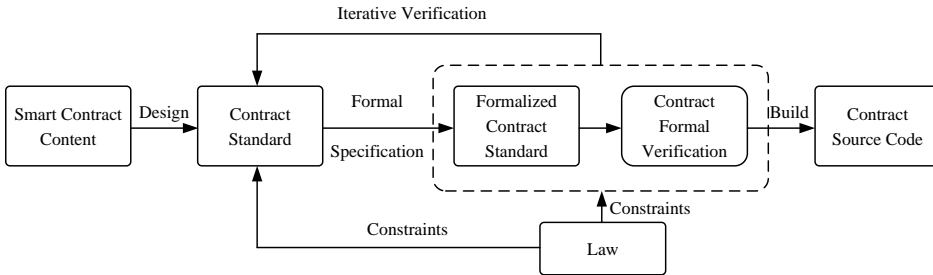 Iterative Verification
Smart Contract
Content
Design
Contract
Standard
Formal
Specification
Formalized
Contract
Standard
Contract
Formal
Verification
Build
Contract
Source Code
Constraints
Constraints
Law